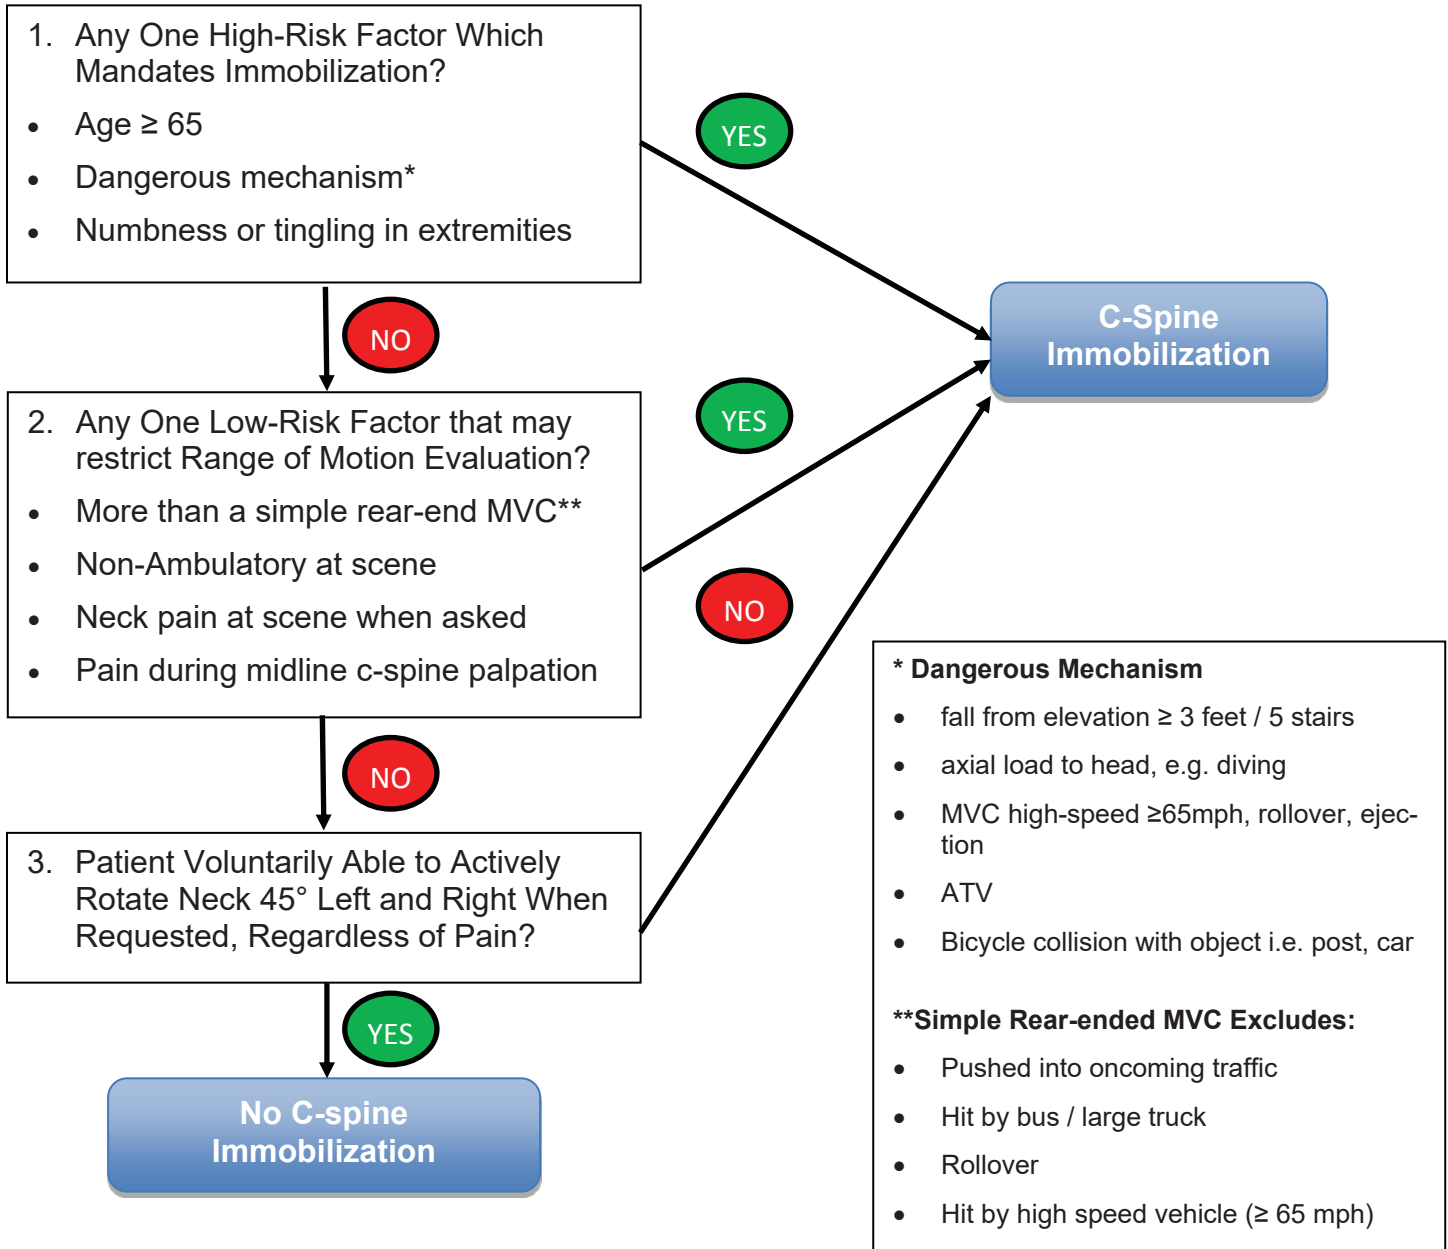 1. Any One High-Risk Factor Which
Mandates Immobilization?
• Age ≥ 65
• Dangerous mechanism*
• Numbness or tingling in extremities
YES
NO
C-Spine
Immobilization
2. Any One Low-Risk Factor that may
restrict Range of Motion Evaluation?
• More than a simple rear-end MVC**
• Non-Ambulatory at scene
• Neck pain at scene when asked
• Pain during midline c-spine palpation
YES
NO
NO
3. Patient Voluntarily Able to Actively
Rotate Neck 45° Left and Right When
Requested, Regardless of Pain?
YES
No C-spine
Immobilization
* Dangerous Mechanism
• fall from elevation ≥ 3 feet / 5 stairs
• axial load to head, e.g. diving
• MVC high-speed ≥65mph, rollover, ejec-
tion
• ATV
• Bicycle collision with object i.e. post, car
**Simple Rear-ended MVC Excludes:
• Pushed into oncoming traffic
• Hit by bus / large truck
• Rollover
• Hit by high speed vehicle (≥ 65 mph)